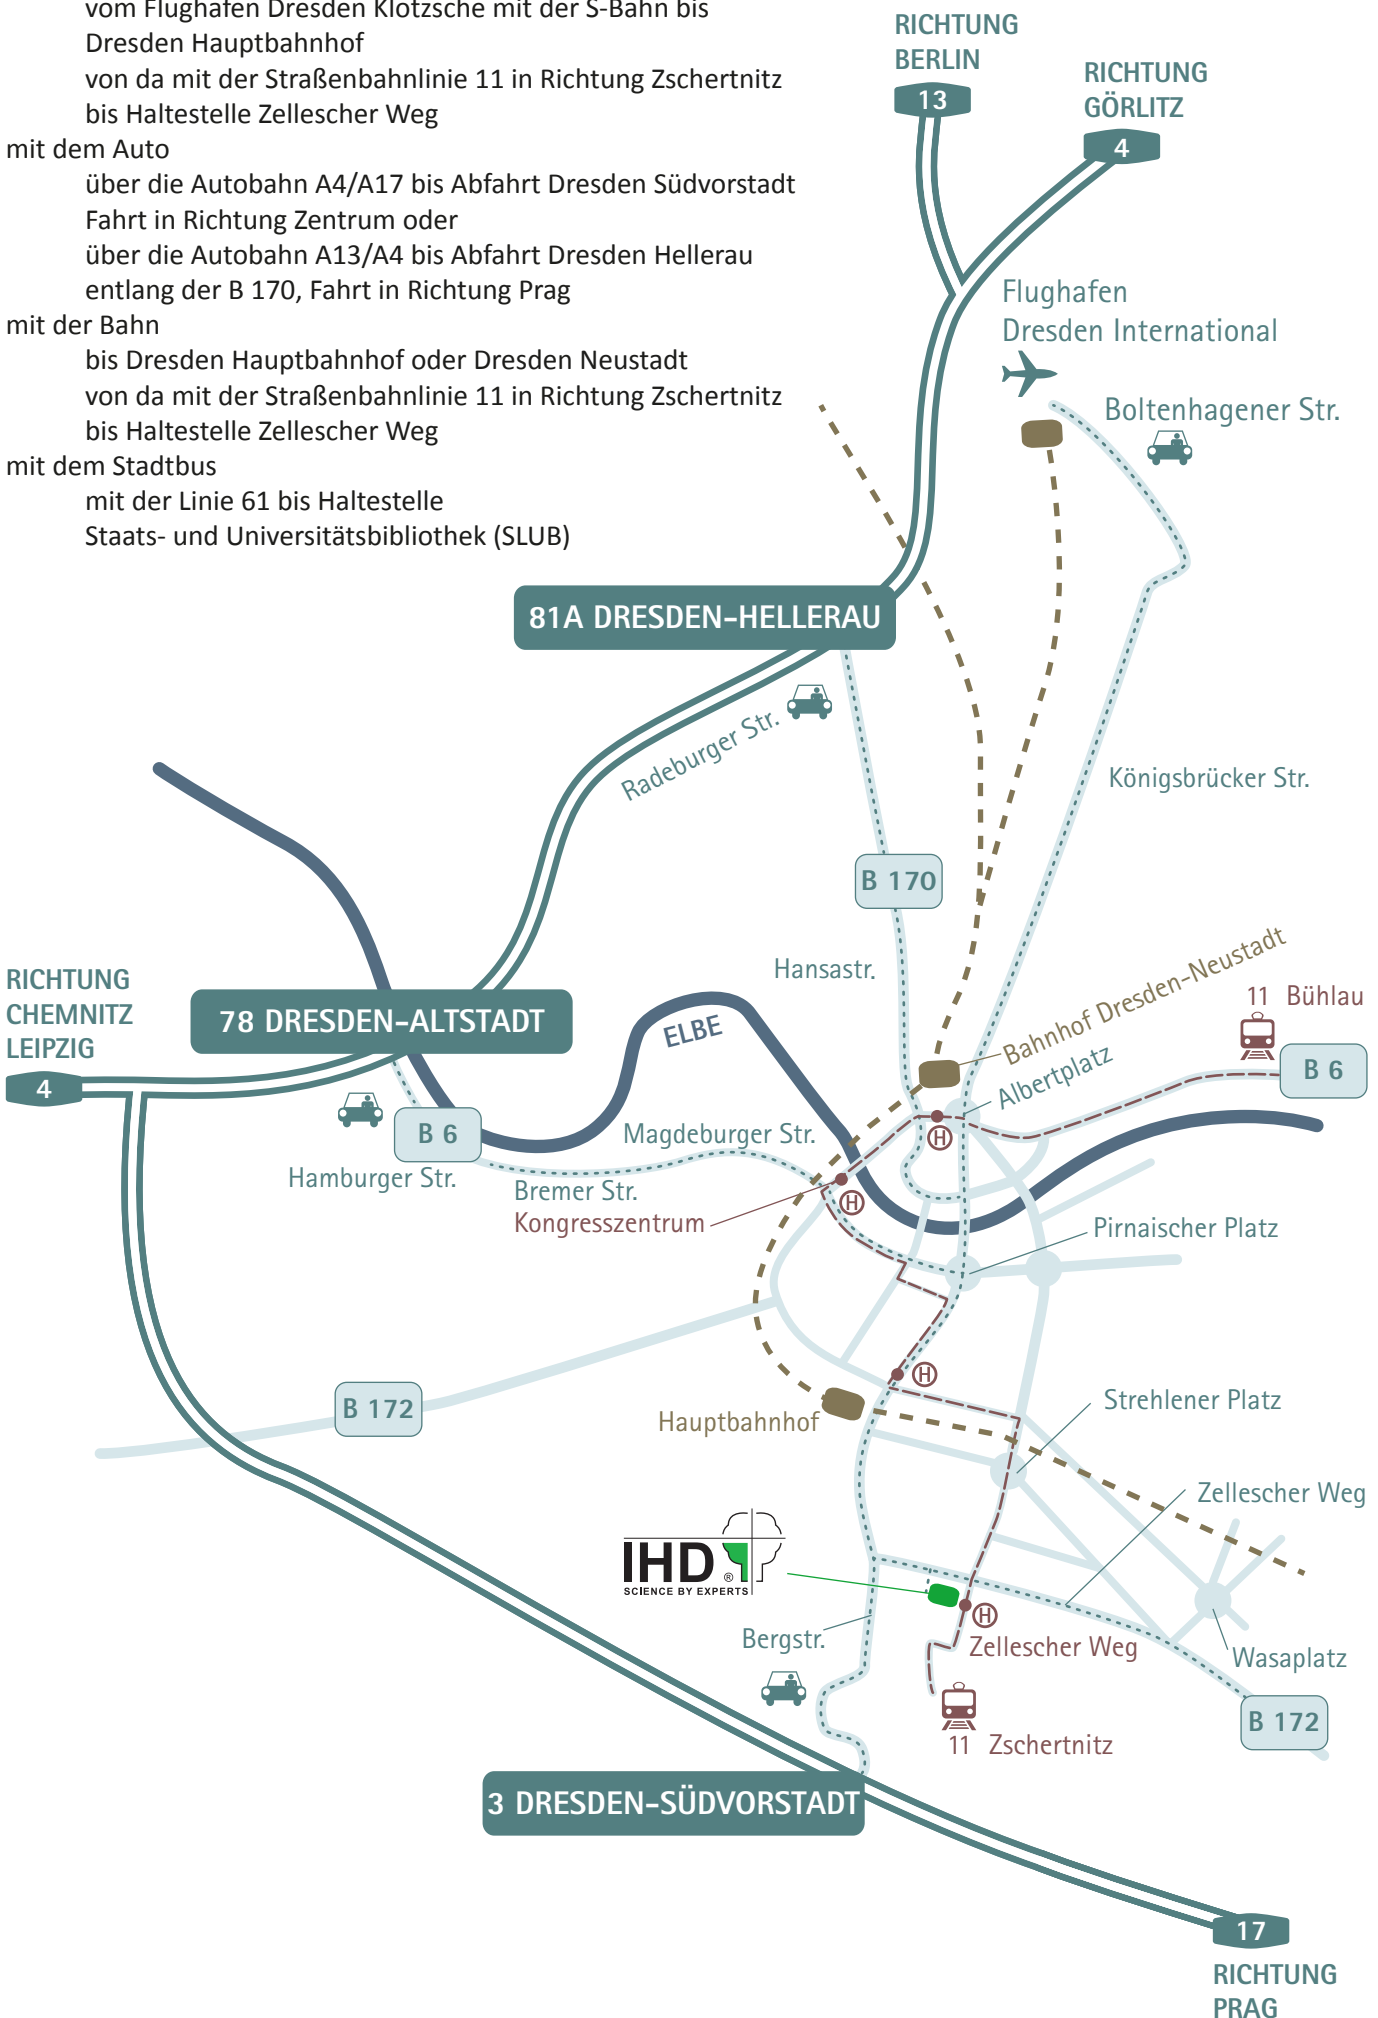 vom Flughafen Dresden Klotzsche mit der S-Bahn bis
Dresden Hauptbahnhof
von da mit der Straßenbahnlinie 11 in Richtung Zschertnitz
bis Haltestelle Zellescher Weg
mit dem Auto
über die Autobahn A4/A17 bis Abfahrt Dresden Südvorstadt
Fahrt in Richtung Zentrum oder
über die Autobahn A13/A4 bis Abfahrt Dresden Hellerau
entlang der B 170, Fahrt in Richtung Prag
mit der Bahn
bis Dresden Hauptbahnhof oder Dresden Neustadt
von da mit der Straßenbahnlinie 11 in Richtung Zschertnitz
bis Haltestelle Zellescher Weg
mit dem Stadtbus
mit der Linie 61 bis Haltestelle
Staats- und Universitätsbibliothek (SLUB)
RICHTUNG
BERLIN
13
RICHTUNG
GÖRLITZ
4
Flughafen
Dresden International
Boltenhagener Str.
81A DRESDEN-HELLERAU
Radeburger Str.
Königsbrücker Str.
B 170
Hansastr.
Bahnhof Dresden-Neustadt
11 Bühlau
B 6
Albertplatz
RICHTUNG
CHEMNITZ
LEIPZIG
4
78 DRESDEN-ALTSTADT
ELBE
B 6
Hamburger Str.
Magdeburger Str.
Bremer Str.
Kongresszentrum
H
H
Pirnaischer Platz
H
B 172
Hauptbahnhof
Strehlener Platz
Zellescher Weg
IHD ®
SCIENCE BY EXPERTS
H
Zellescher Weg
Bergstr.
Wasaplatz
B 172
11 Zschertnitz
3 DRESDEN-SÜDVORSTADT
17
RICHTUNG
PRAG